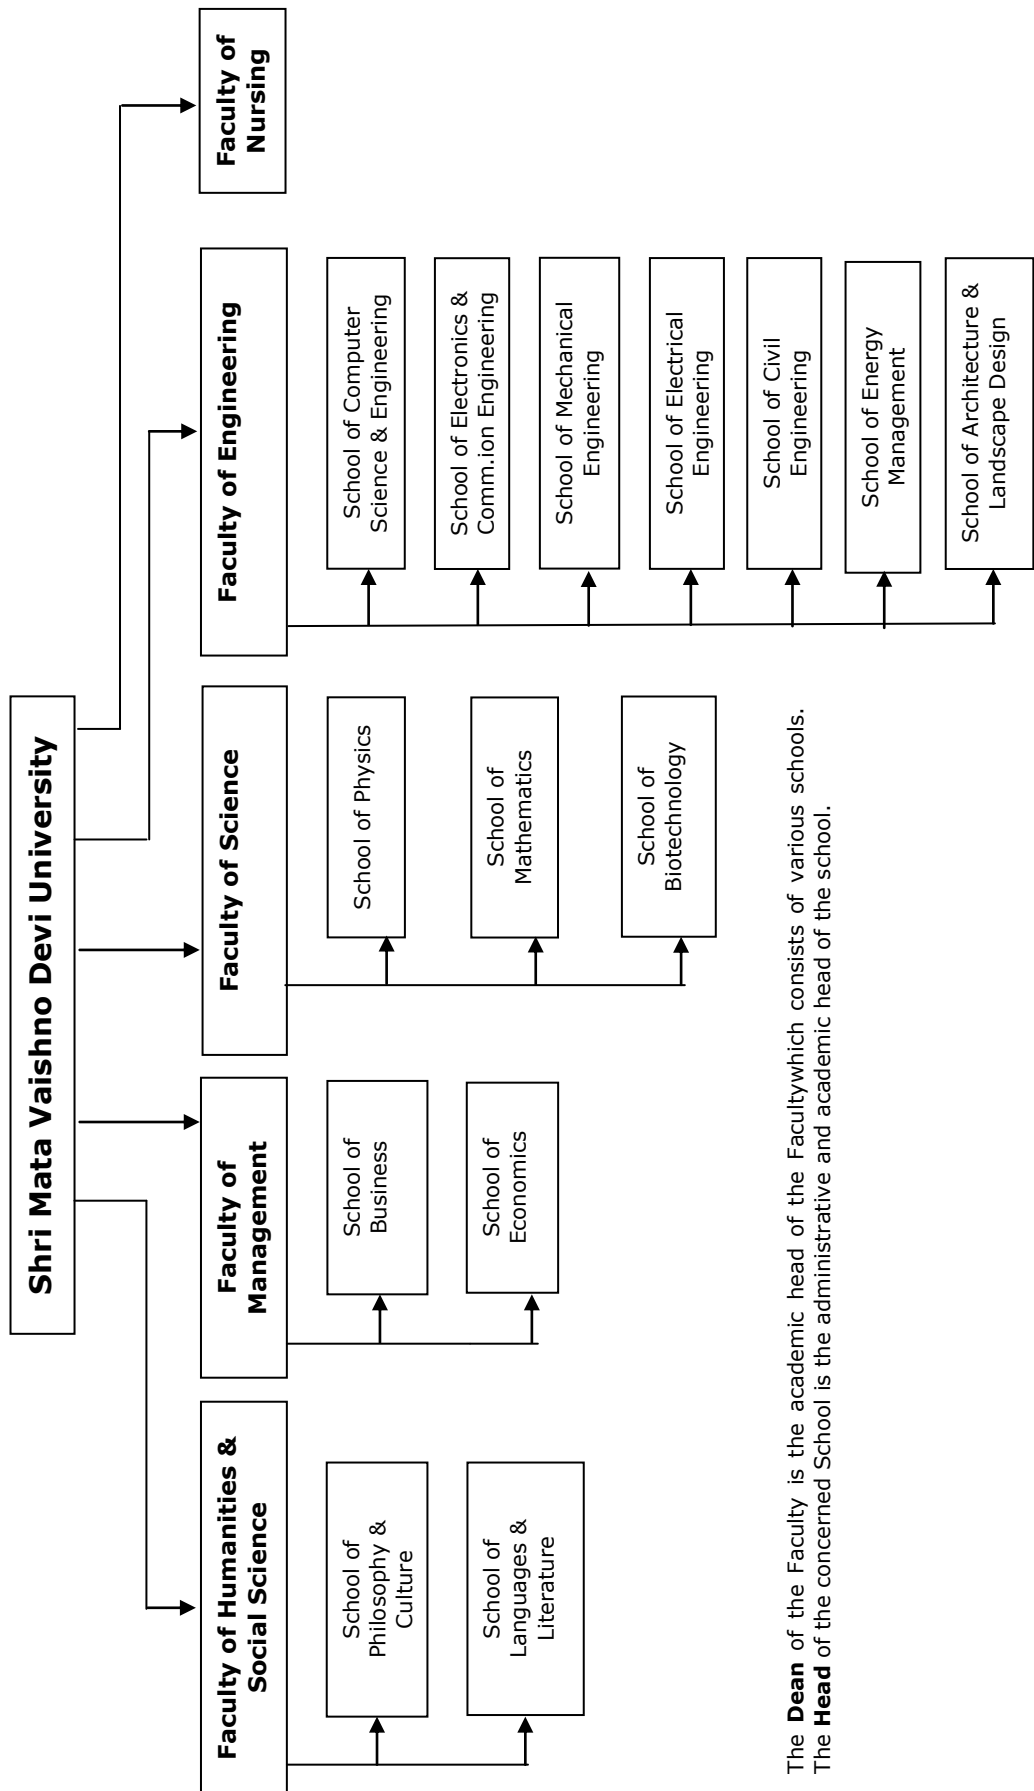 Shri Mata Vaishno Devi University
Faculty of Humanities &
Social Science
School of
Philosophy &
Culture
School of
Languages &
Literature
Faculty of
Management
School of
Business
School of
Economics
Faculty of Science
School of Physics
School of
Mathematics
School of
Biotechnology
Faculty of Engineering
School of Computer
Science & Engineering
School of Electronics &
Comm.ion Engineering
School of Mechanical
Engineering
School of Electrical
Engineering
School of Civil
Engineering
School of Energy
Management
School of Architecture &
Landscape Design
Faculty of
Nursing
The Dean of the Faculty is the academic head of the Facultywhich consists of various schools.
The Head of the concerned School is the administrative and academic head of the school.